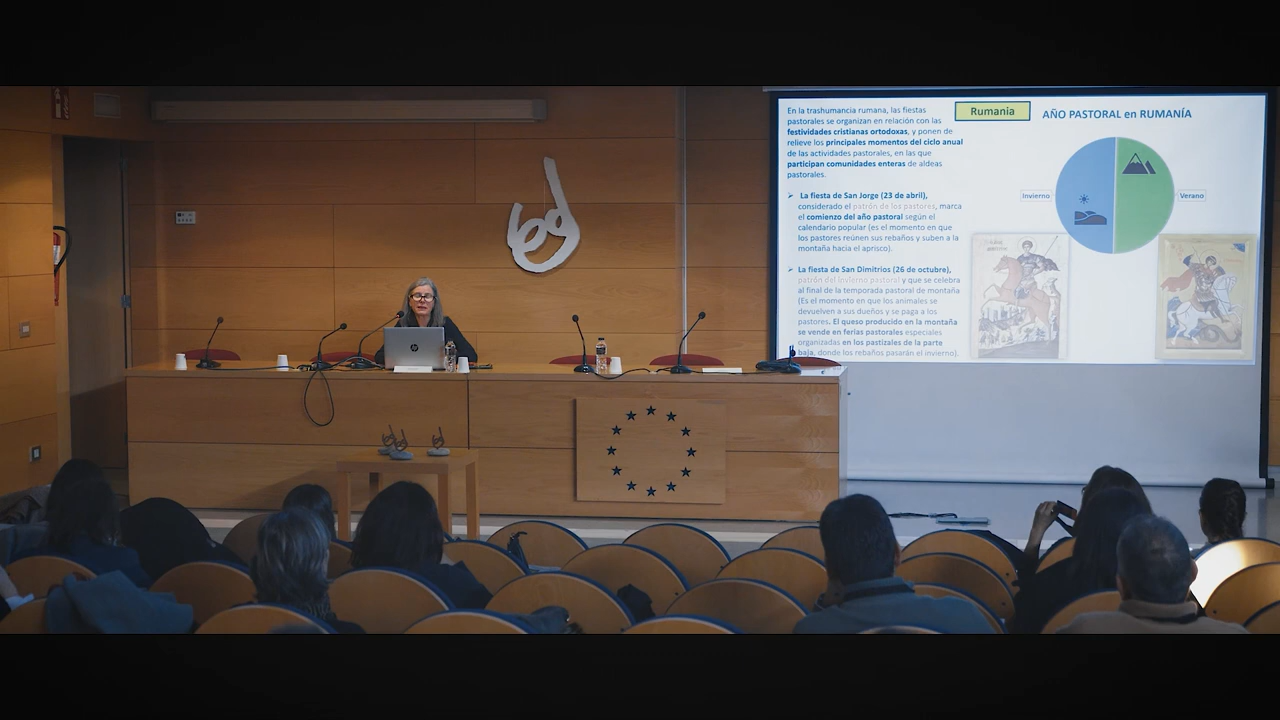 En la trashumancia rumana, las fiestas
pastorales se organizan en relación con las
festividades cristianas ortodoxas, y ponen de
relieve los principales momentos del ciclo anual
de las actividades pastorales, en las que
participan comunidades enteras de aldeas
pastorales.
➢ La fiesta de San Jorge (23 de abril),
considerado el patrón de los pastores, marca
el comienzo del año pastoral según el
calendario popular (es el momento en que
los pastores reúnen sus rebaños y suben a la
montaña hacia el aprisco).
➢ La fiesta de San Dimitrios (26 de octubre),
patrón del invierno pastoral y que se celebra
al final de la temporada pastoral de montaña
(Es el momento en que los animales se
devuelven a sus dueños y se paga a los
pastores. El queso producido en la montaña
se vende en ferias pastorales especiales
organizadas en los pastizales de la parte
baja, donde los rebaños pasarán el invierno).
Rumania
AÑO PASTORAL en RUMANÍA
Invierno
Verano
hp